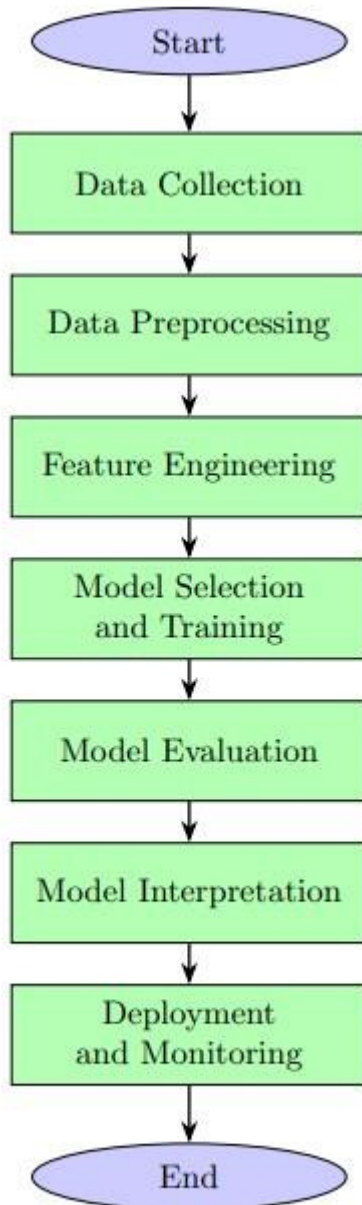 Start
Data Collection
Data Preprocessing
Feature Engineering
Model Selection
and Training
Model Evaluation
Model Interpretation
Deployment
and Monitoring
End